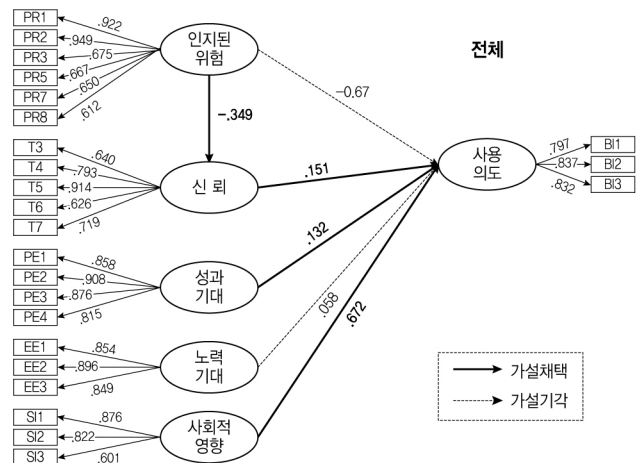 전체
PR1
PR2
PR3
PR5
PR7
PR8
.922
.949
.675
.667
.650
.612
인지된
위험
-0.67
-.349
T3
T4
T5
T6
T7
.640
.793
.914
.626
.719
신 뢰
.151
사용
의도
.797
.837
.832
BI1
BI2
BI3
PE1
PE2
PE3
PE4
.858
.908
.876
.815
성과
기대
.132
EE1
EE2
EE3
.854
.896
.849
노력
기대
.058
SI1
SI2
SI3
.876
.822
.601
사회적
영향
.672
가설채택
가설기각